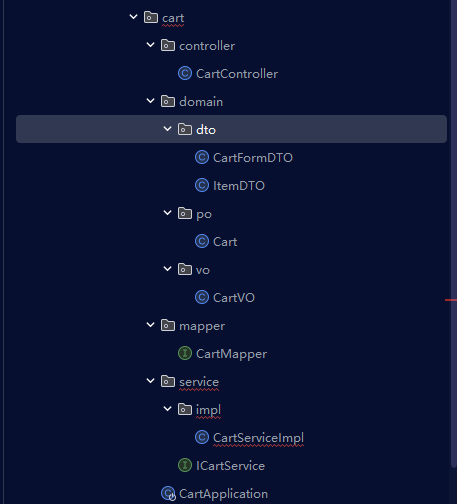 cart
controller
CartController
domain
dto
CartFormDTO
ItemDTO
po
Cart
vo
CartVO
mapper
CartMapper
service
impl
CartServiceImpl
ICartService
CartApplication